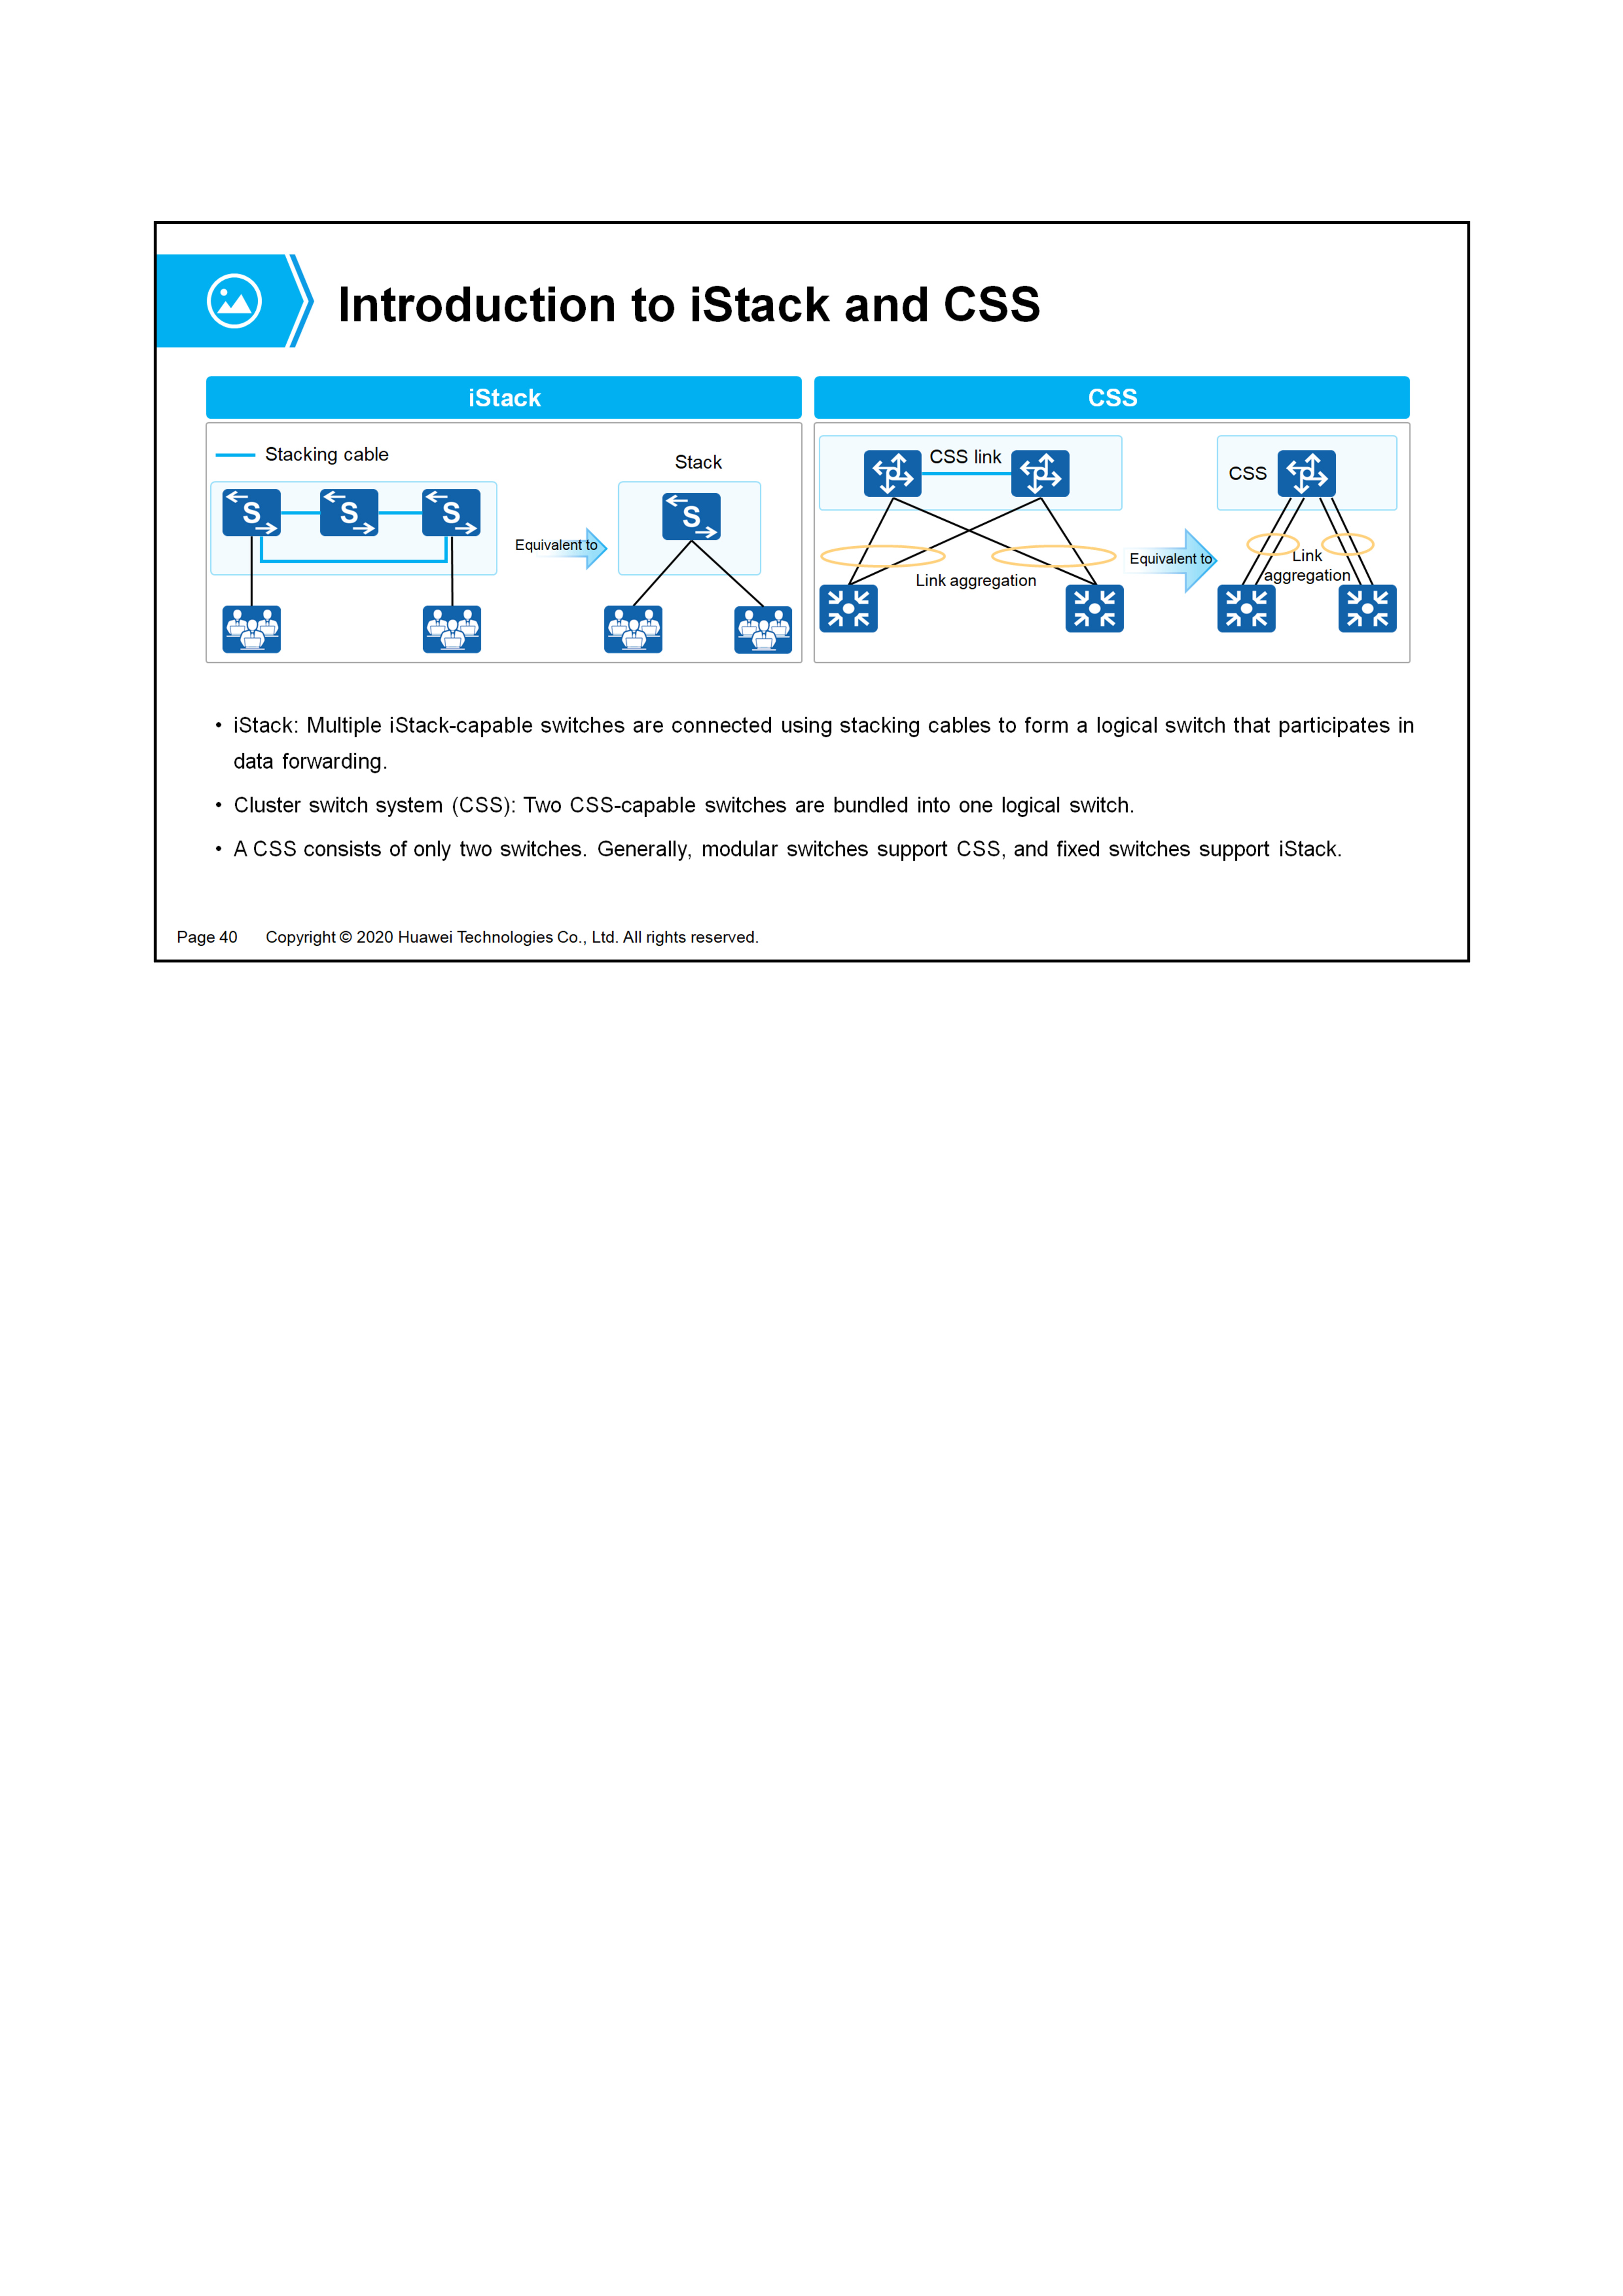 Introduction to iStack and CSS
iStack
Stacking cable
S
S
S
Equivalent to
Stack
S
CSS
CSS link
Link aggregation
Equivalent to
CSS
Link
aggregation
• iStack: Multiple iStack-capable switches are connected using stacking cables to form a logical switch that participates in
data forwarding.
• Cluster switch system (CSS): Two CSS-capable switches are bundled into one logical switch.
• A CSS consists of only two switches. Generally, modular switches support CSS, and fixed switches support iStack.
Page 40 Copyright © 2020 Huawei Technologies Co., Ltd. All rights reserved.